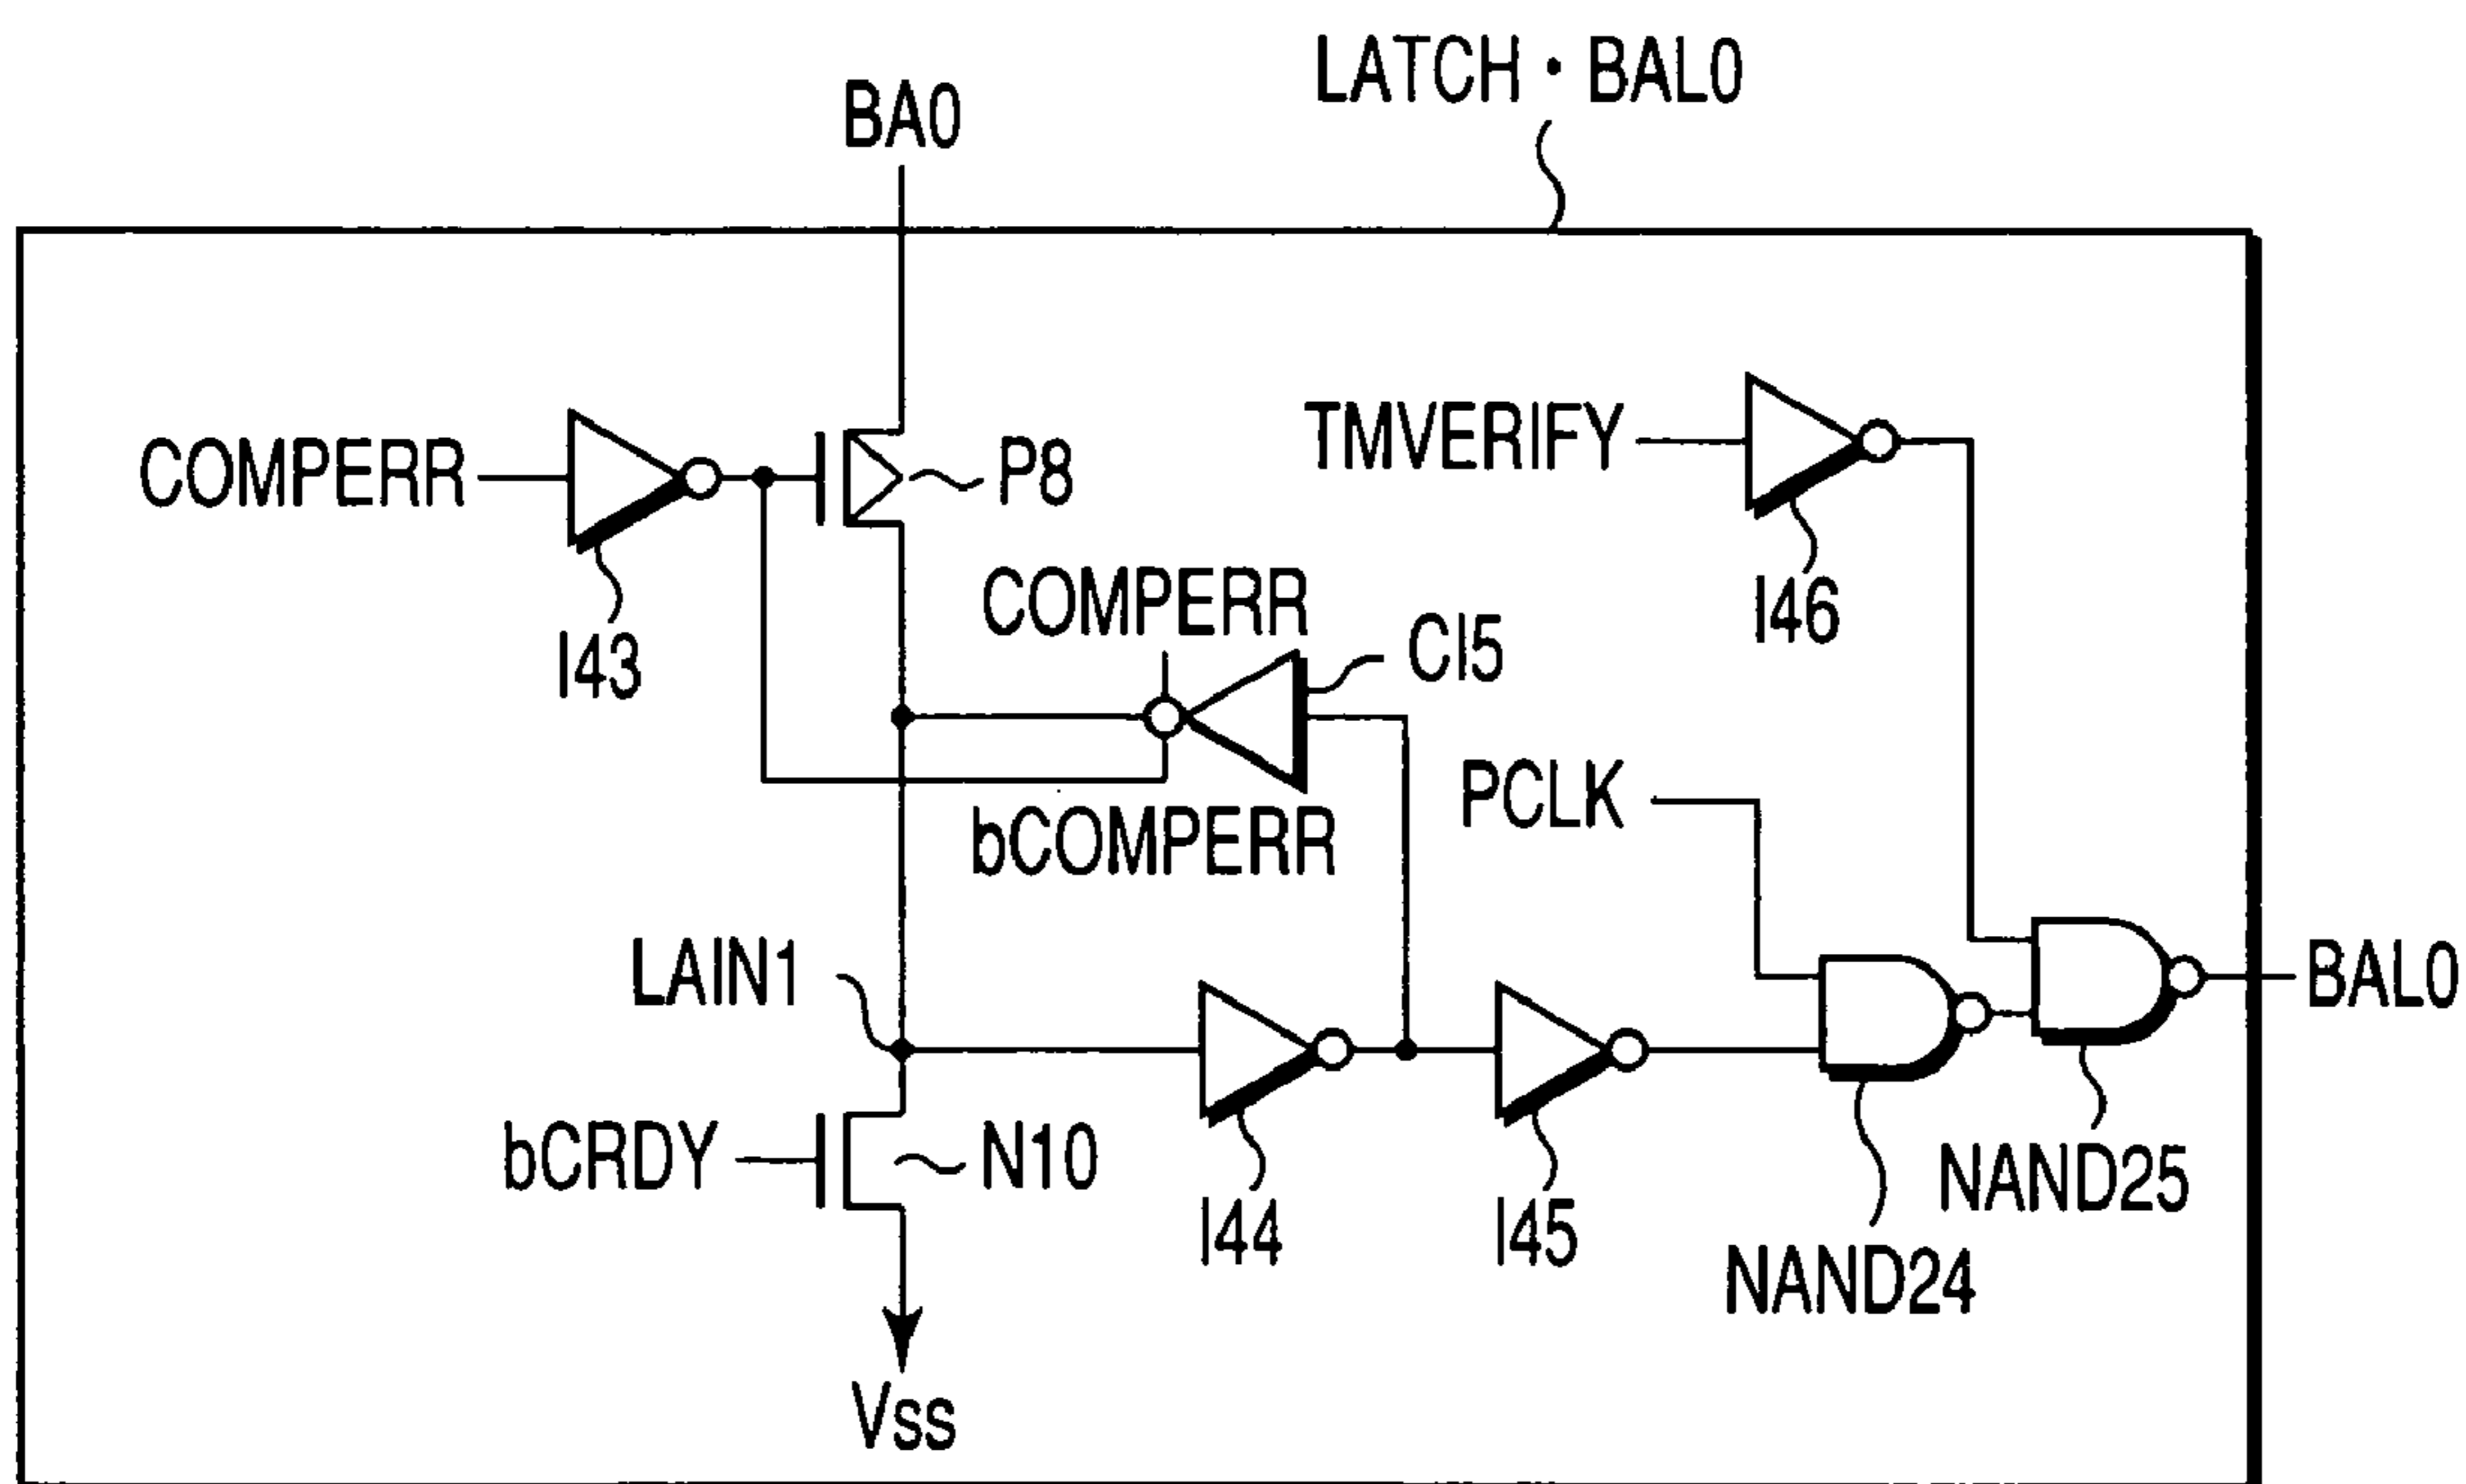 LATCH・BAL0
BA0
COMPERR
P8
TMVERIFY
I43
COMPERR
CI5
I46
PCLK
bCOMPERR
LAIN1
BAL0
bCRDY
N10
I44
I45
NAND25
NAND24
Vss